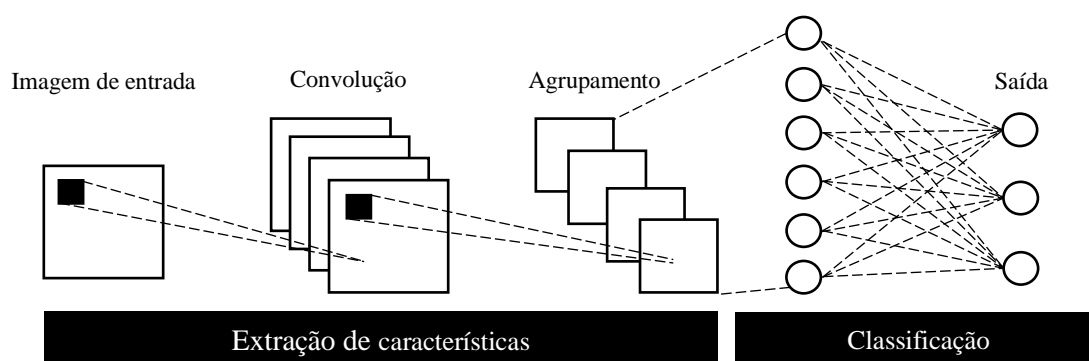 Imagem de entrada
Convolução
Agrupamento
Saída
Extração de características
Classificação